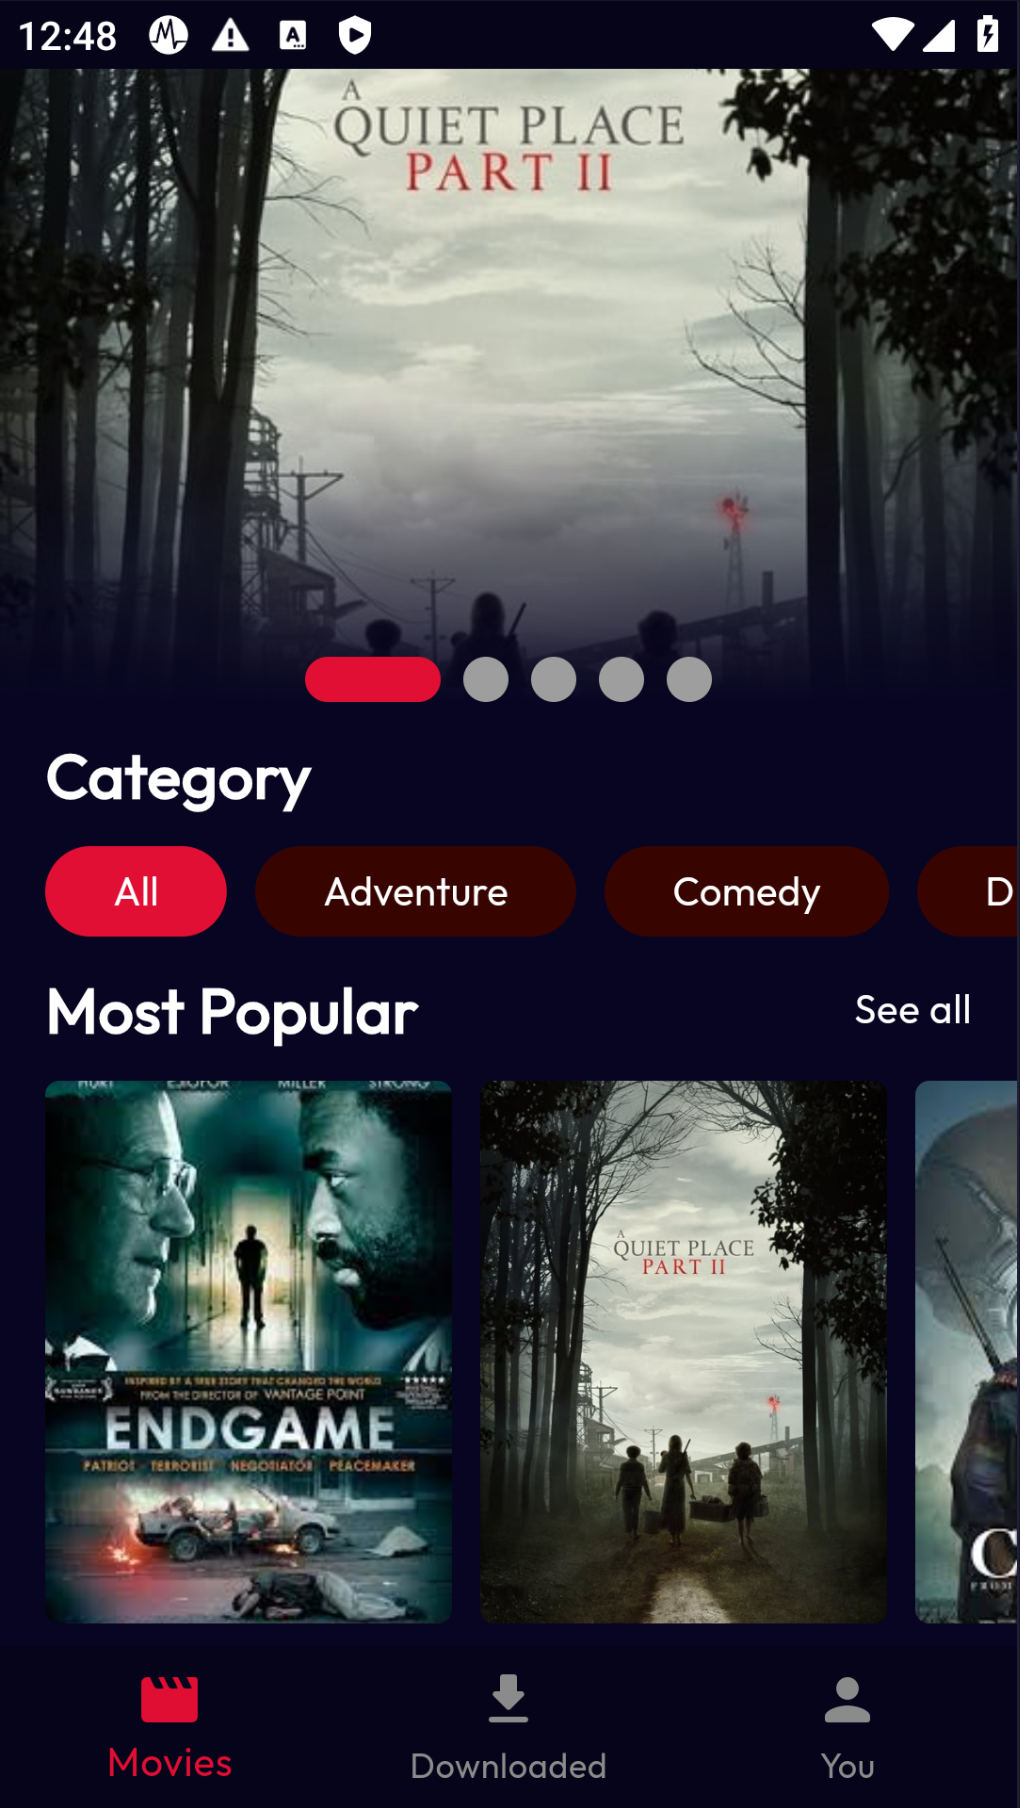 12:48
A
QUIET PLACE
PART II
Category
All
Adventure
Comedy
D
Most Popular
See all
HURT EJIOFOR MILLER STRONG
INSPIRED BY A TRUE STORY THAT CHANGED THE WORLD
FROM THE DIRECTOR OF VANTAGE POINT
SUNDANCE
ENDGAME
PATRIOT TERRORIST NEGOTIATOR PEACEMAKER
A
QUIET PLACE
PART II
C
FROM
Movies
Downloaded
You